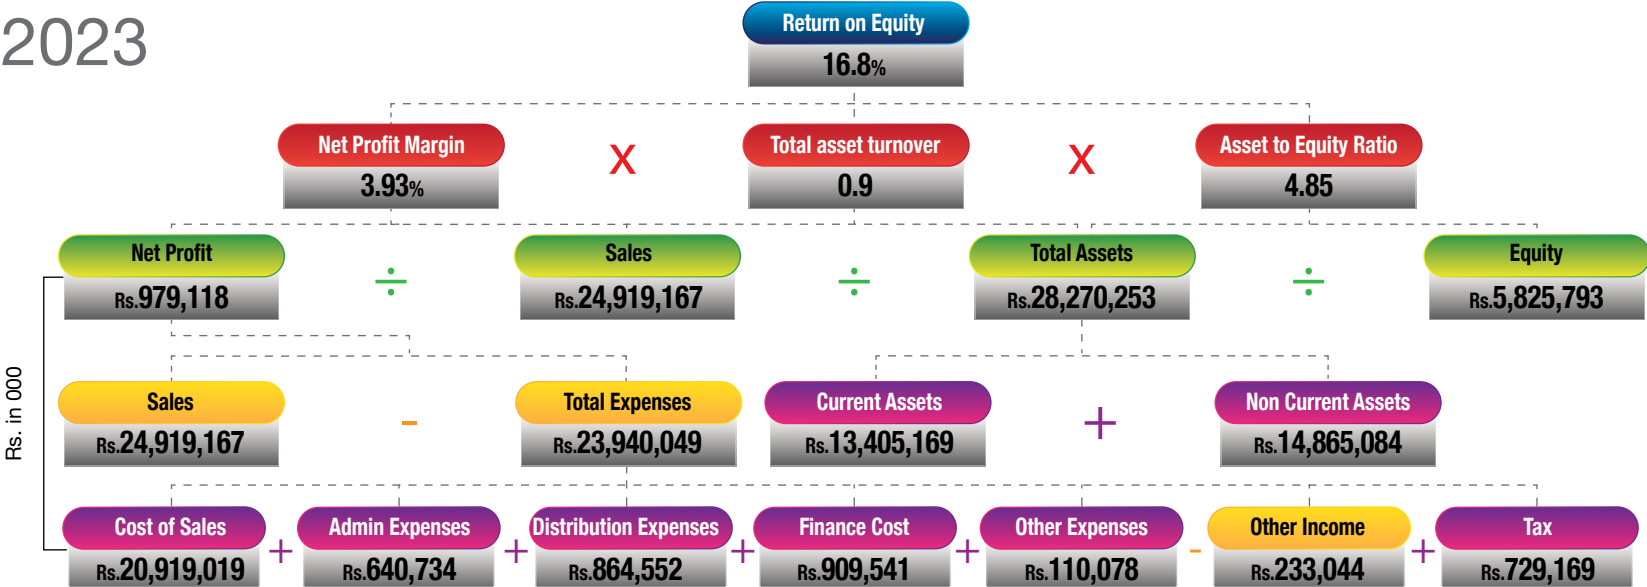 2023
Return on Equity
16.8%
Net Profit Margin
3.93%
X
Total asset turnover
0.9
X
Asset to Equity Ratio
4.85
Net Profit
Rs.979,118
÷
Sales
Rs.24,919,167
÷
Total Assets
Rs.28,270,253
÷
Equity
Rs.5,825,793
Rs. in 000
Sales
Rs.24,919,167
-
Total Expenses
Rs.23,940,049
Current Assets
Rs.13,405,169
+
Non Current Assets
Rs.14,865,084
Cost of Sales
Rs.20,919,019
+
Admin Expenses
Rs.640,734
+
Distribution Expenses
Rs.864,552
+
Finance Cost
Rs.909,541
+
Other Expenses
Rs.110,078
-
Other Income
Rs.233,044
+
Tax
Rs.729,169